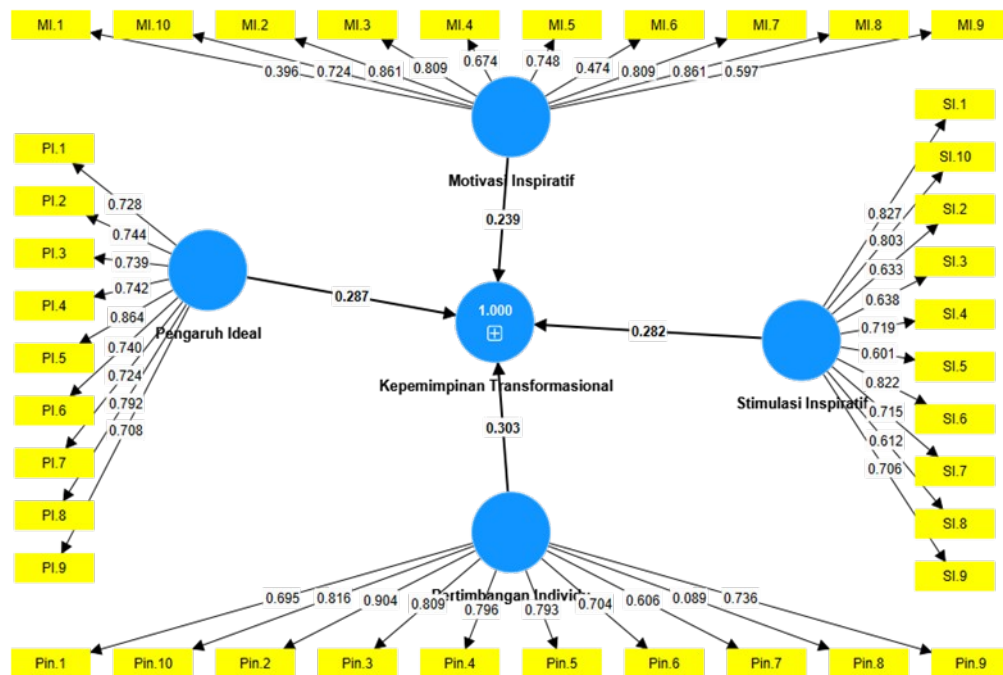 MI.1 MI.10 MI.2 MI.3 MI.4 MI.5 MI.6 MI.7 MI.8 MI.9
0.396 0.724 0.861 0.809 0.674 0.748 0.474 0.809 0.861 0.597
Motivasi Inspiratif
0.239
PI.1
PI.2
PI.3
PI.4
PI.5
PI.6
PI.7
PI.8
PI.9
0.728
0.744
0.739
0.742
0.864
0.740
0.724
0.792
0.708
Pengaruh Ideal
0.287
1.000
Kepemimpinan Transformasional
0.282
Stimulasi Inspiratif
0.827
0.803
0.633
0.638
0.719
0.601
0.822
0.715
0.612
0.706
SI.1
SI.10
SI.2
SI.3
SI.4
SI.5
SI.6
SI.7
SI.8
SI.9
0.303
Pertimbangan Individu
0.695 0.816 0.904 0.809 0.796 0.793 0.704 0.606 0.089 0.736
Pin.1 Pin.10 Pin.2 Pin.3 Pin.4 Pin.5 Pin.6 Pin.7 Pin.8 Pin.9